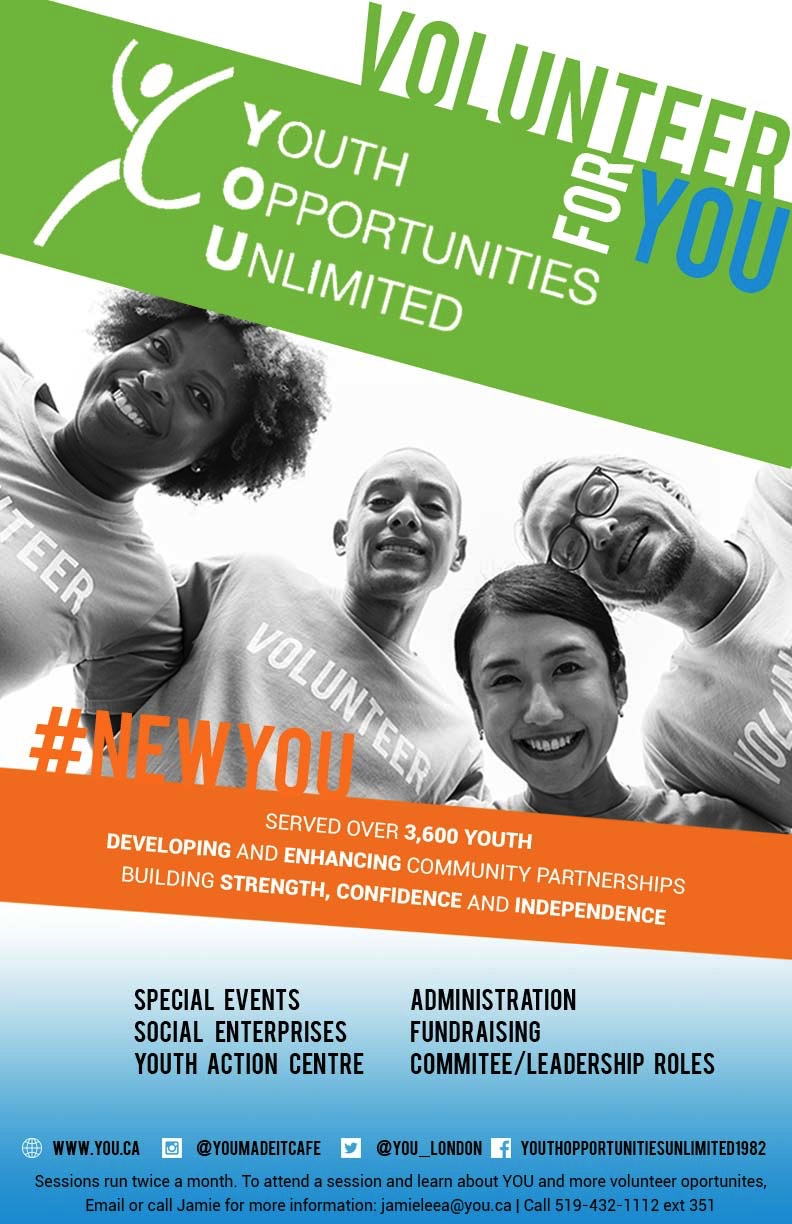 VOLUNTEER
FOR
YOU
YOUTH
OPPORTUNITIES
UNLIMITED
TEER
VOLUNTEER
VOLUN
#NEWYOU
SERVED OVER 3,600 YOUTH
DEVELOPING AND ENHANCING COMMUNITY PARTNERSHIPS
BUILDING STRENGTH, CONFIDENCE AND INDEPENDENCE
SPECIAL EVENTS
SOCIAL ENTERPRISES
YOUTH ACTION CENTRE
ADMINISTRATION
FUNDRAISING
COMMITEE/LEADERSHIP ROLES
WWW.YOU.CA @YOUMADEITCAFE @YOU_LONDON YOUTHOPPORTUNITIESUNLIMITED1982
Sessions run twice a month. To attend a session and learn about YOU and more volunteer oportunites,
Email or call Jamie for more information: jamieleea@you.ca | Call 519-432-1112 ext 351